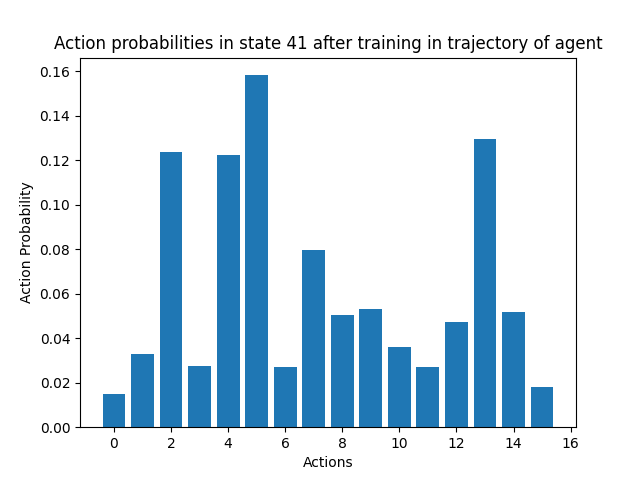 Action probabilities in state 41 after training in trajectory of agent
0.16
0.14
0.12
0.10
0.08
0.06
0.04
0.02
0.00
Action Probability
0 2 4 6 8 10 12 14 16
Actions